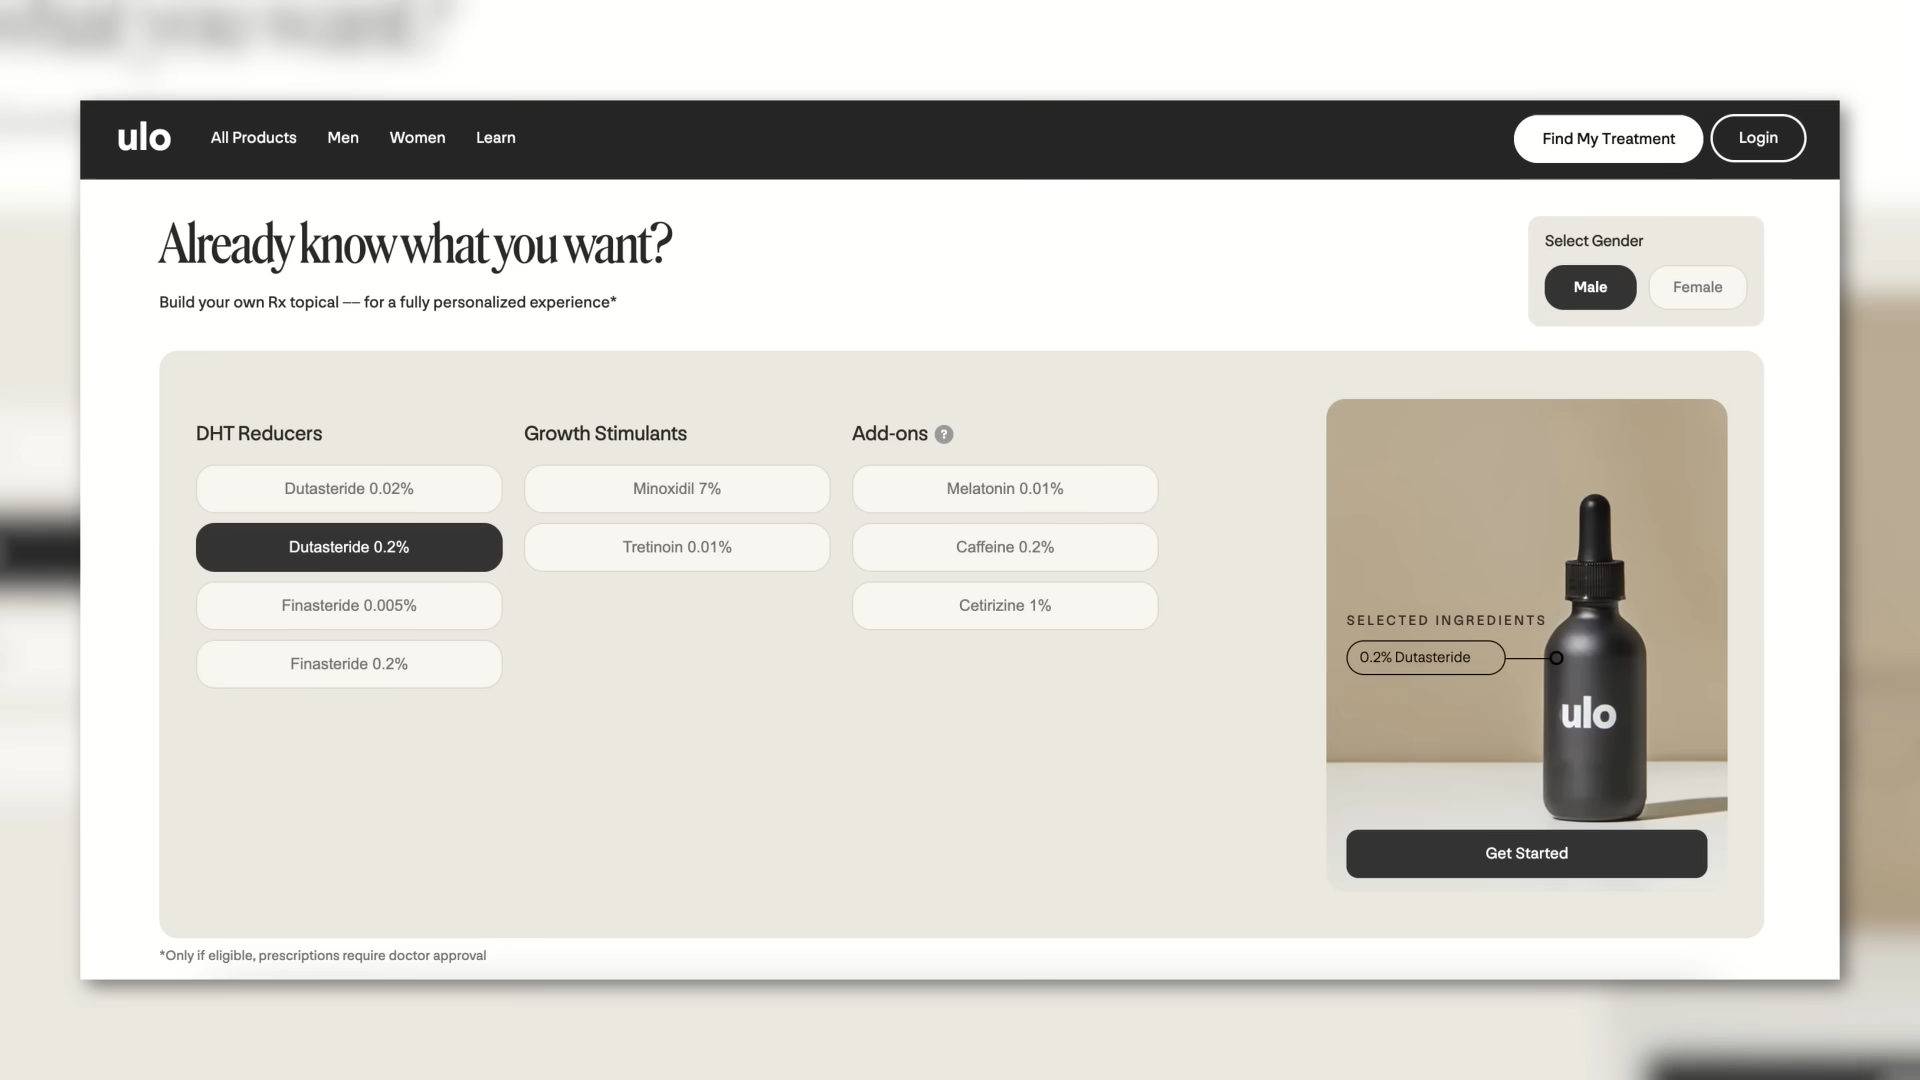 what you want?
ulo
All Products
Men
Women
Learn
Find My Treatment
Login
Already know what you want?
Build your own Rx topical — for a fully personalized experience*
Select Gender
Male
Female
DHT Reducers
Dutasteride 0.02%
Dutasteride 0.2%
Finasteride 0.005%
Finasteride 0.2%
Growth Stimulants
Minoxidil 7%
Tretinoin 0.01%
Add-ons ?
Melatonin 0.01%
Caffeine 0.2%
Cetirizine 1%
SELECTED INGREDIENTS
0.2% Dutasteride
ulo
Get Started
*Only if eligible, prescriptions require doctor approval